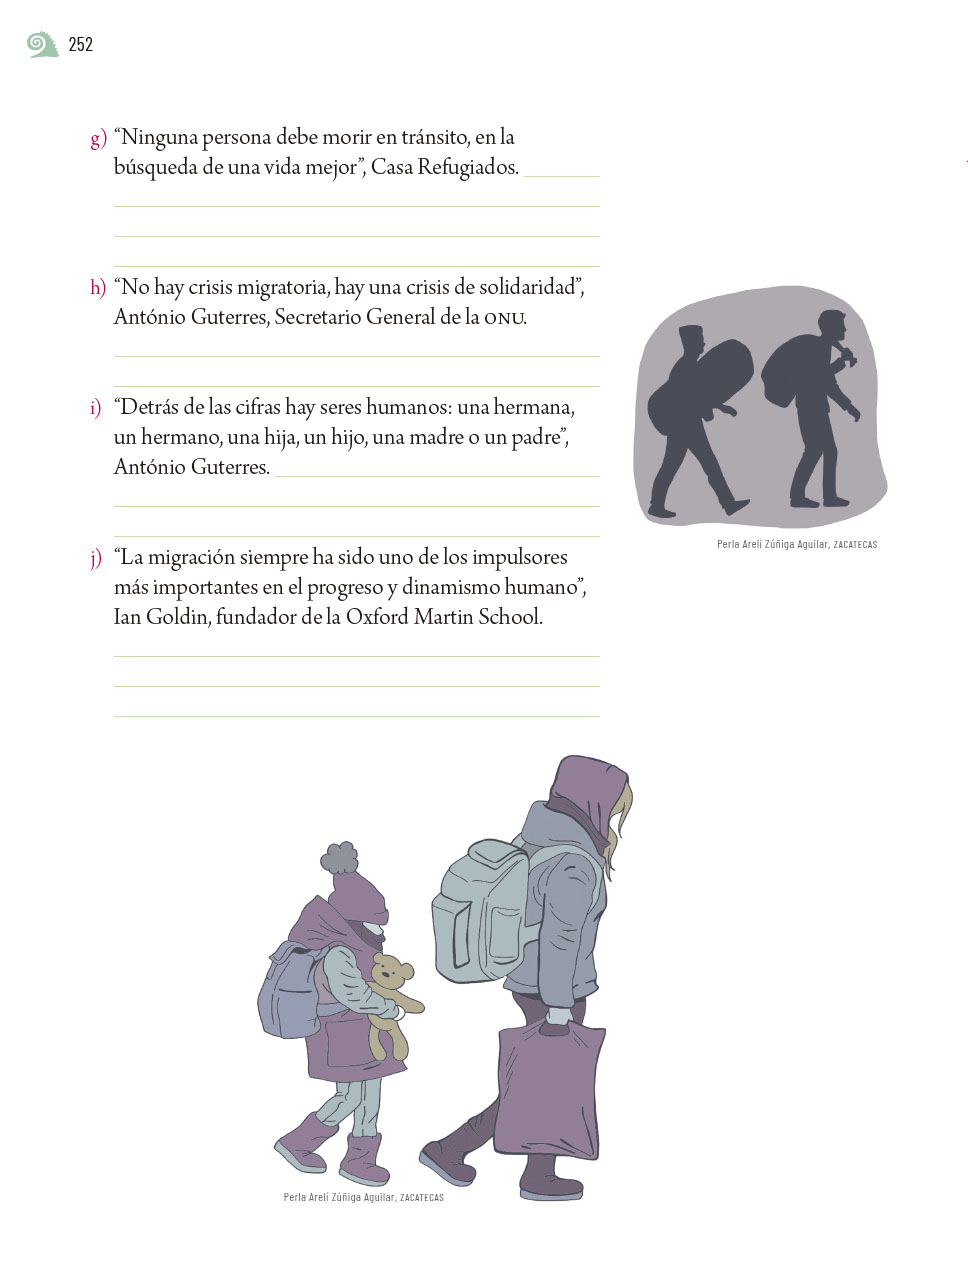 252
g) “Ninguna persona debe morir en tránsito, en la
búsqueda de una vida mejor”, Casa Refugiados.
h) “No hay crisis migratoria, hay una crisis de solidaridad”,
António Guterres, Secretario General de la ONU.
i) “Detrás de las cifras hay seres humanos: una hermana,
un hermano, una hija, un hijo, una madre o un padre”,
António Guterres.
Perla Arelí Zúñiga Aguilar, ZACATECAS
j) “La migración siempre ha sido uno de los impulsores
más importantes en el progreso y dinamismo humano”,
Ian Goldin, fundador de la Oxford Martin School.
Perla Arelí Zúñiga Aguilar, ZACATECAS